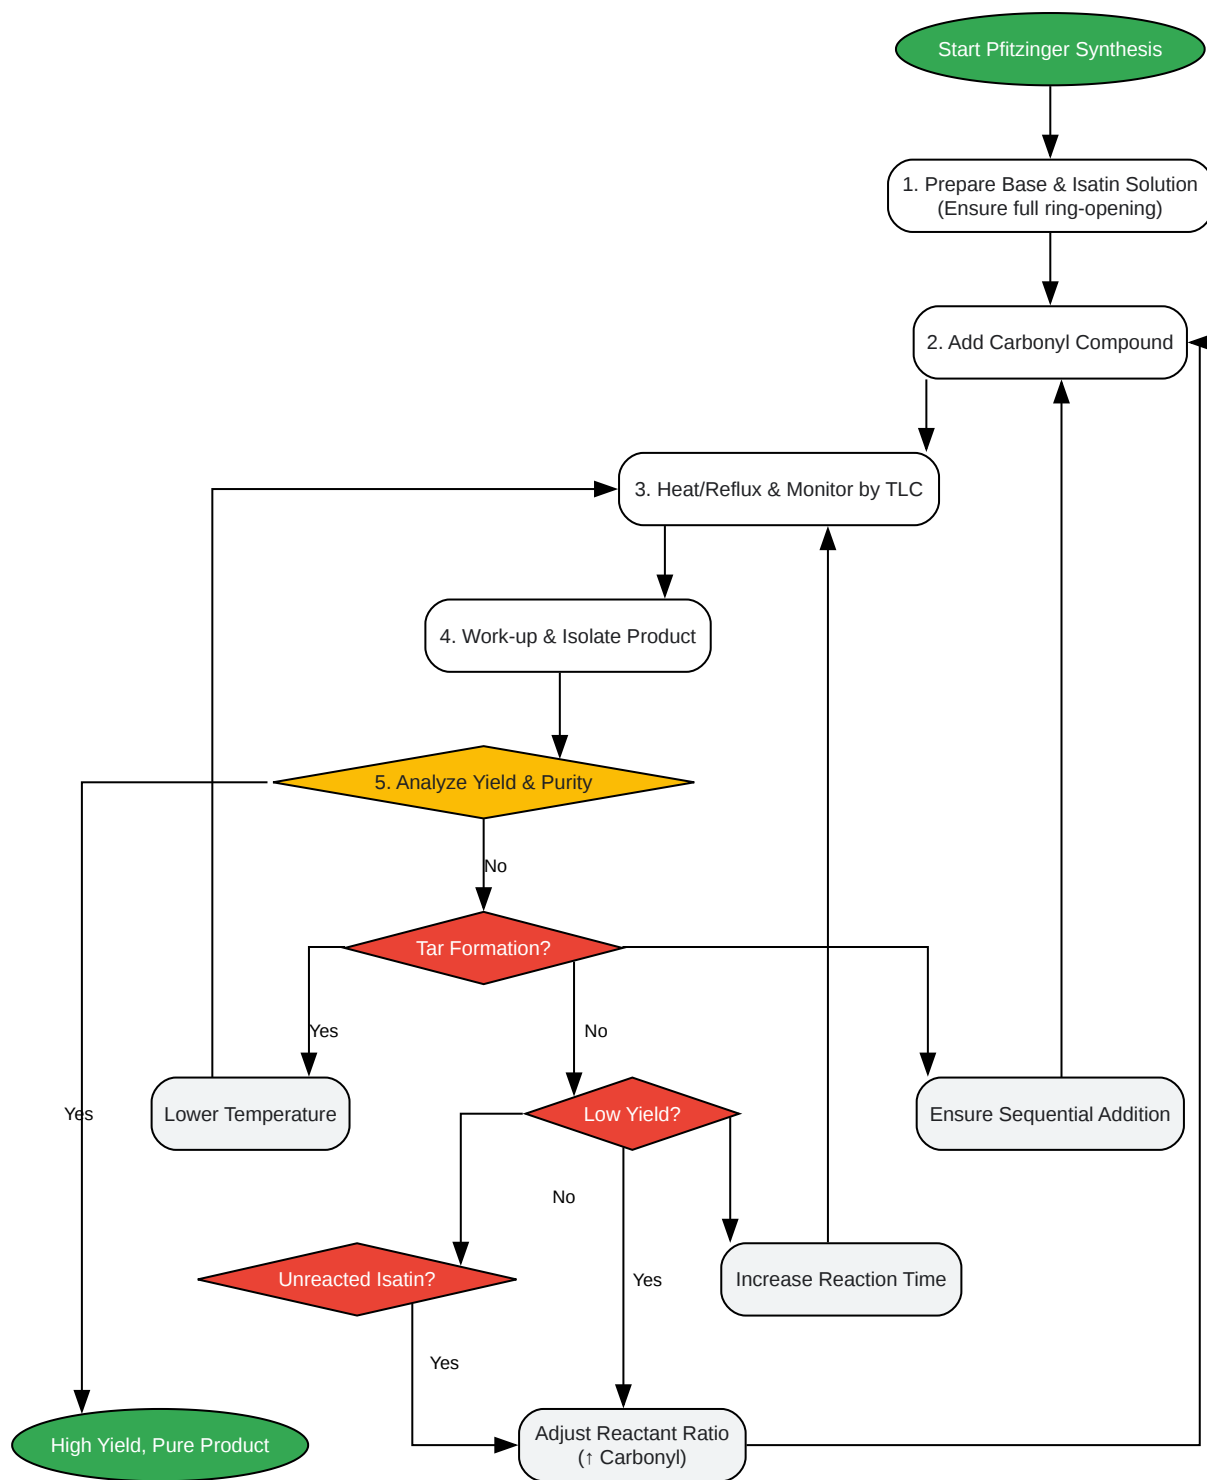 Start Pfitzinger Synthesis
1. Prepare Base & Isatin Solution
(Ensure full ring-opening)
2. Add Carbonyl Compound
3. Heat/Reflux & Monitor by TLC
4. Work-up & Isolate Product
5. Analyze Yield & Purity
No
Tar Formation?
Yes
No
Yes
Lower Temperature
Low Yield?
Ensure Sequential Addition
No
Unreacted Isatin?
Yes
Increase Reaction Time
Yes
High Yield, Pure Product
Adjust Reactant Ratio
(↑ Carbonyl)